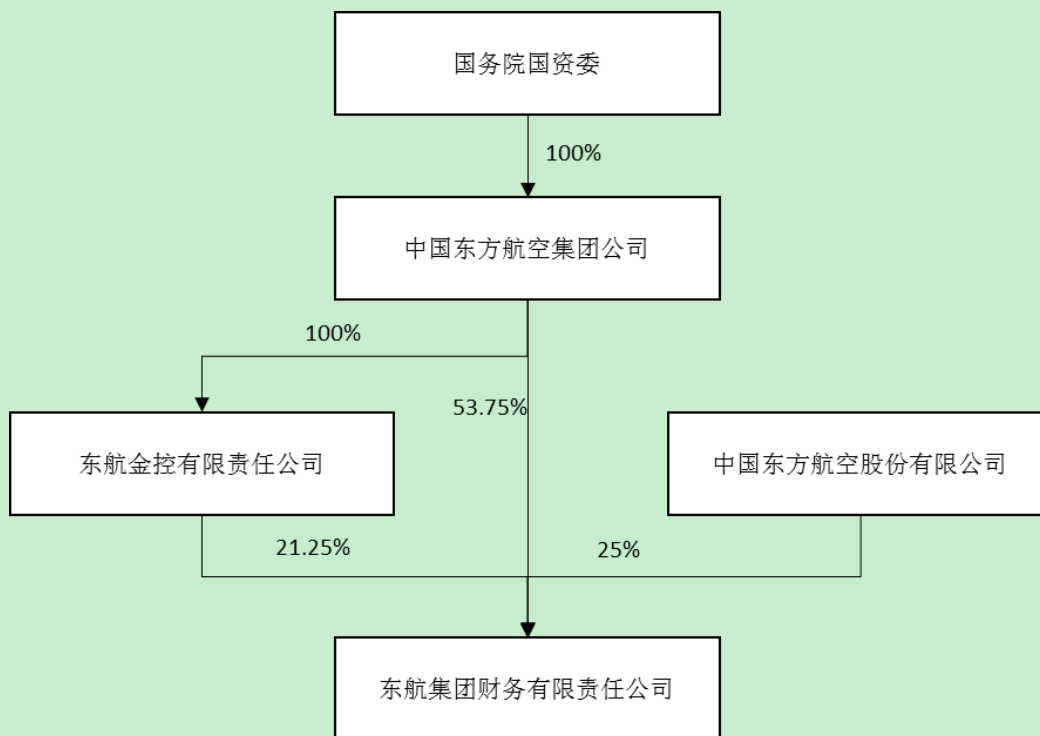 国务院国资委
100%
中国东方航空集团公司
100%
53.75%
东航金控有限责任公司
中国东方航空股份有限公司
21.25%
25%
东航集团财务有限责任公司